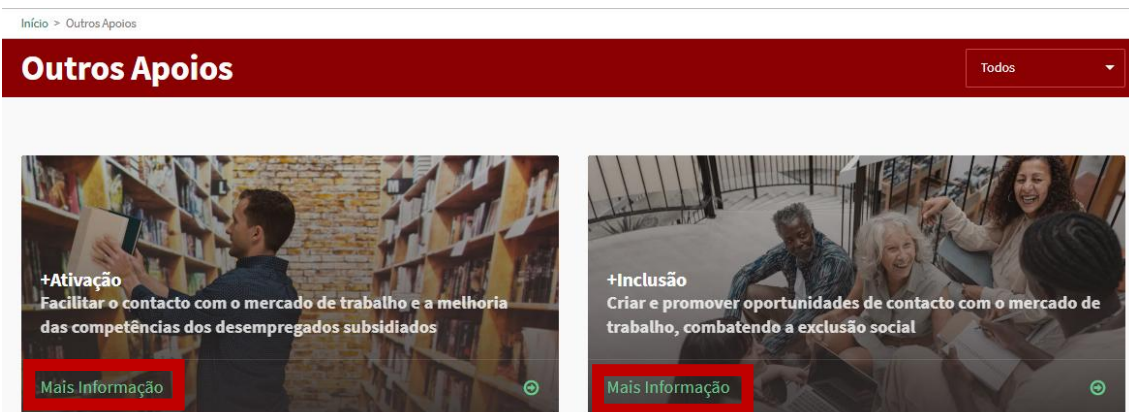 Início > Outros Apoios
Outros Apoios
Todos
+Ativação
Facilitar o contacto com o mercado de trabalho e a melhoria
das competências dos desempregados subsidiados
Mais Informação
+Inclusão
Criar e promover oportunidades de contacto com o mercado de
trabalho, combatendo a exclusão social
Mais Informação